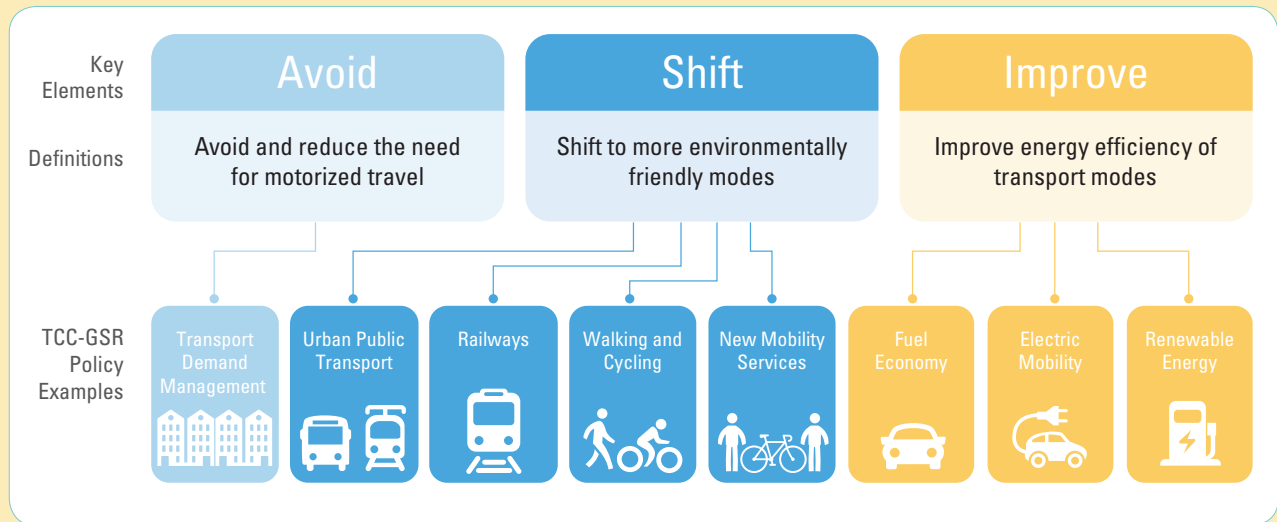 Key
Elements
Avoid
Shift
Improve
Definitions
Avoid and reduce the need
for motorized travel
Shift to more environmentally
friendly modes
Improve energy efficiency of
transport modes
TCC-GSR
Policy
Examples
Transport
Demand
Management
Urban Public
Transport
Railways
Walking and
Cycling
New Mobility
Services
Fuel
Economy
Electric
Mobility
Renewable
Energy